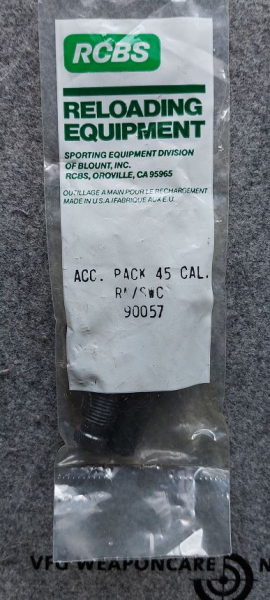 RCBS
RELOADING
EQUIPMENT
SPORTING EQUIPMENT DIVISION
OF BLOUNT, INC.
RCBS, OROVILLE, CA 95965
OUTILLAGE A MAIN POUR LE RECHARGEMENT
MADE IN U.S.A./FABRIQUE AUX E.U.
ACC. PACK 45 CAL.
/SWC
90057
VFG WEAPONCARE